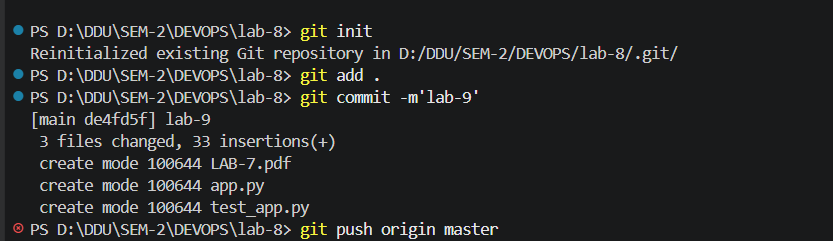 PS D:\DDU\SEM-2\DEVOPS\lab-8> git init
Reinitialized existing Git repository in D:/DDU/SEM-2/DEVOPS/lab-8/.git/
PS D:\DDU\SEM-2\DEVOPS\lab-8> git add .
PS D:\DDU\SEM-2\DEVOPS\lab-8> git commit -m'lab-9'
[main de4fd5f] lab-9
 3 files changed, 33 insertions(+)
 create mode 100644 LAB-7.pdf
 create mode 100644 app.py
 create mode 100644 test_app.py
PS D:\DDU\SEM-2\DEVOPS\lab-8> git push origin master